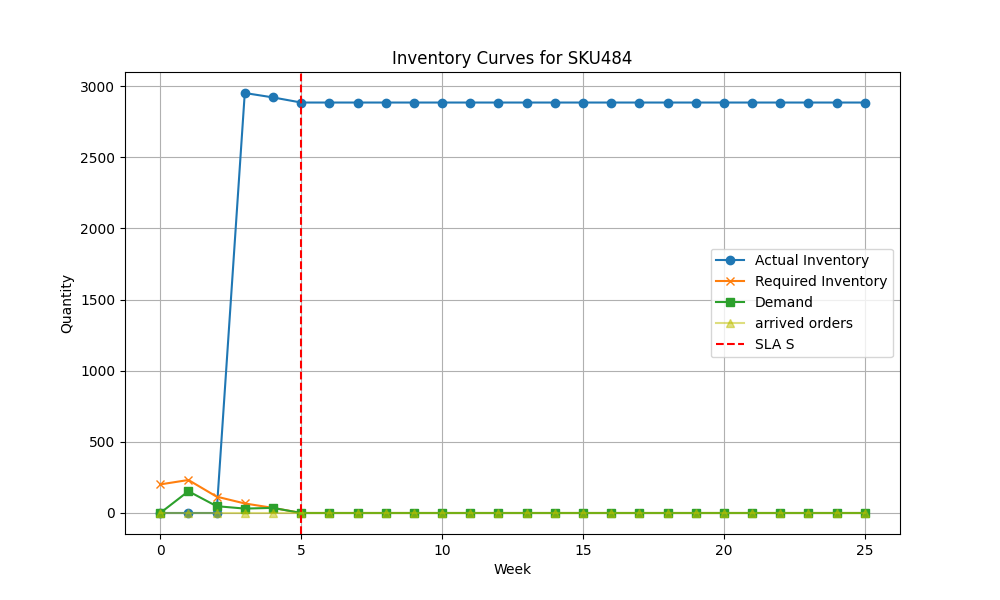 Inventory Curves for SKU484
Quantity
3000
2500
2000
1500
1000
500
0
Actual Inventory
Required Inventory
Demand
arrived orders
SLA S
0 5 10 15 20 25
Week